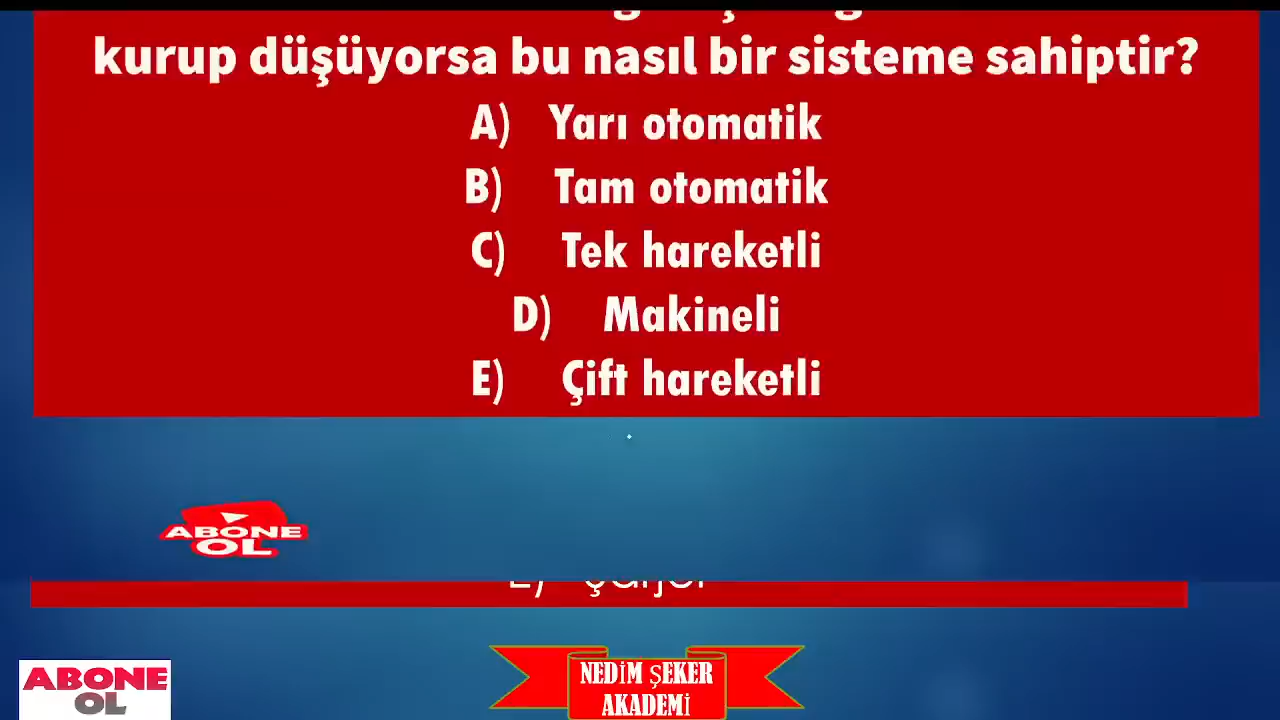 kurup düşüyorsa bu nasıl bir sisteme sahiptir?
A) Yarı otomatik
B) Tam otomatik
C) Tek hareketli
D) Makineli
E) Çift hareketli
ABONE
OL
E) Şarjör
ABONE
OL
NEDİM ŞEKER
AKADEMİ